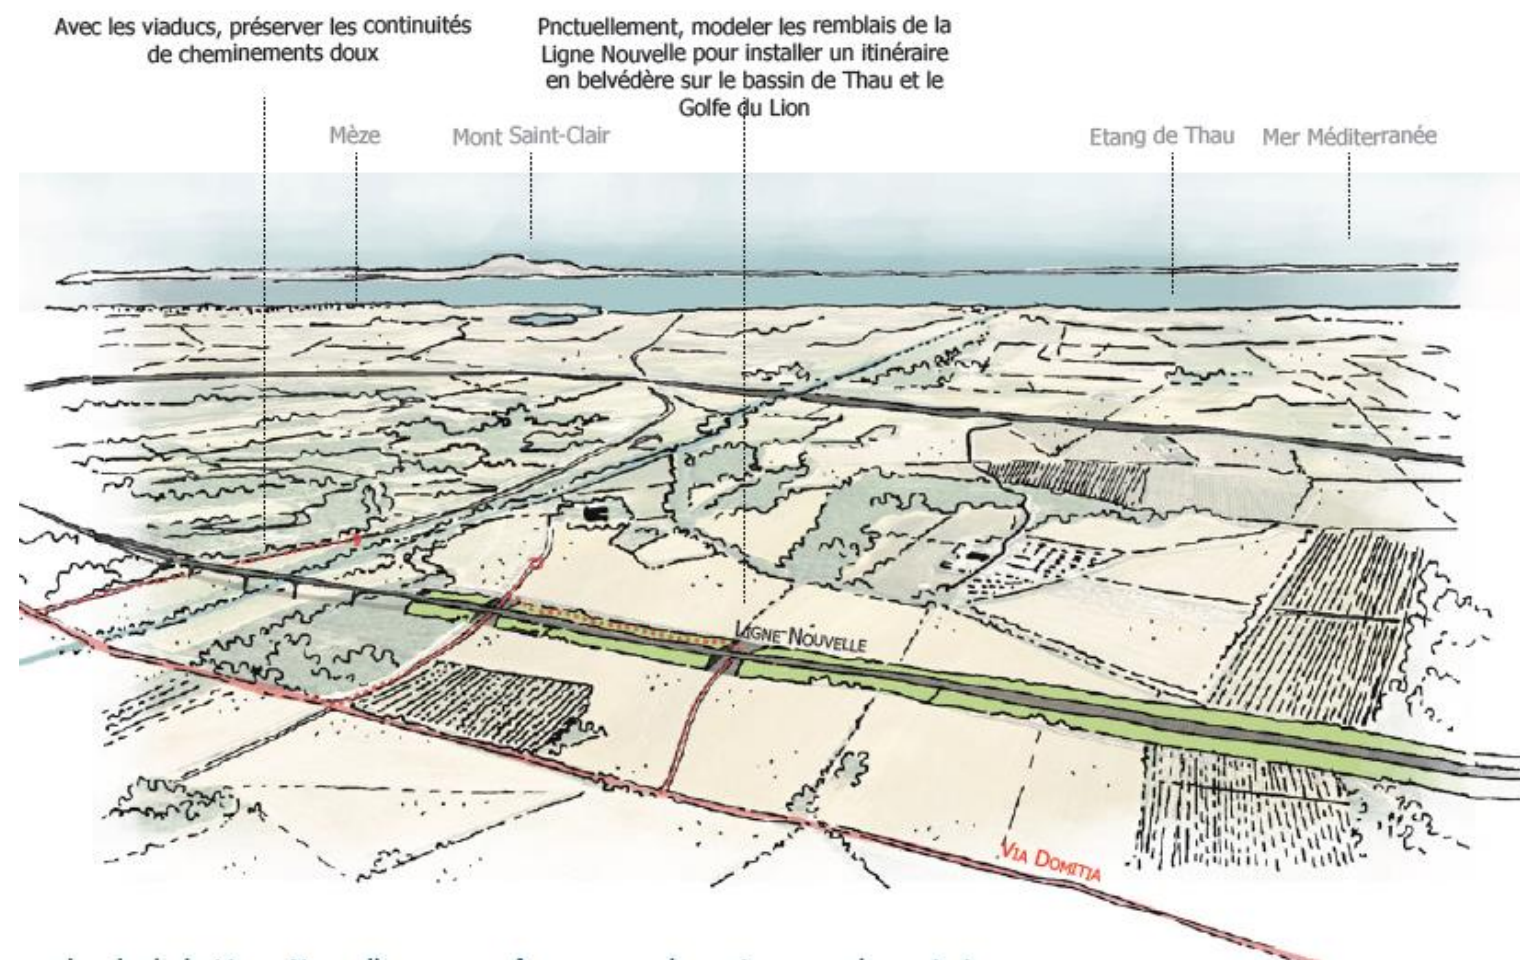 Avec les viaducs, préserver les continuités
de cheminements doux
Pnctuellement, modeler les remblais de la
Ligne Nouvelle pour installer un itinéraire
en belvédère sur le bassin de Thau et le
Golfe du Lion
Mèze
Mont Saint-Clair
Etang de Thau
Mer Méditerranée
LIGNE NOUVELLE
VIA DOMITIA